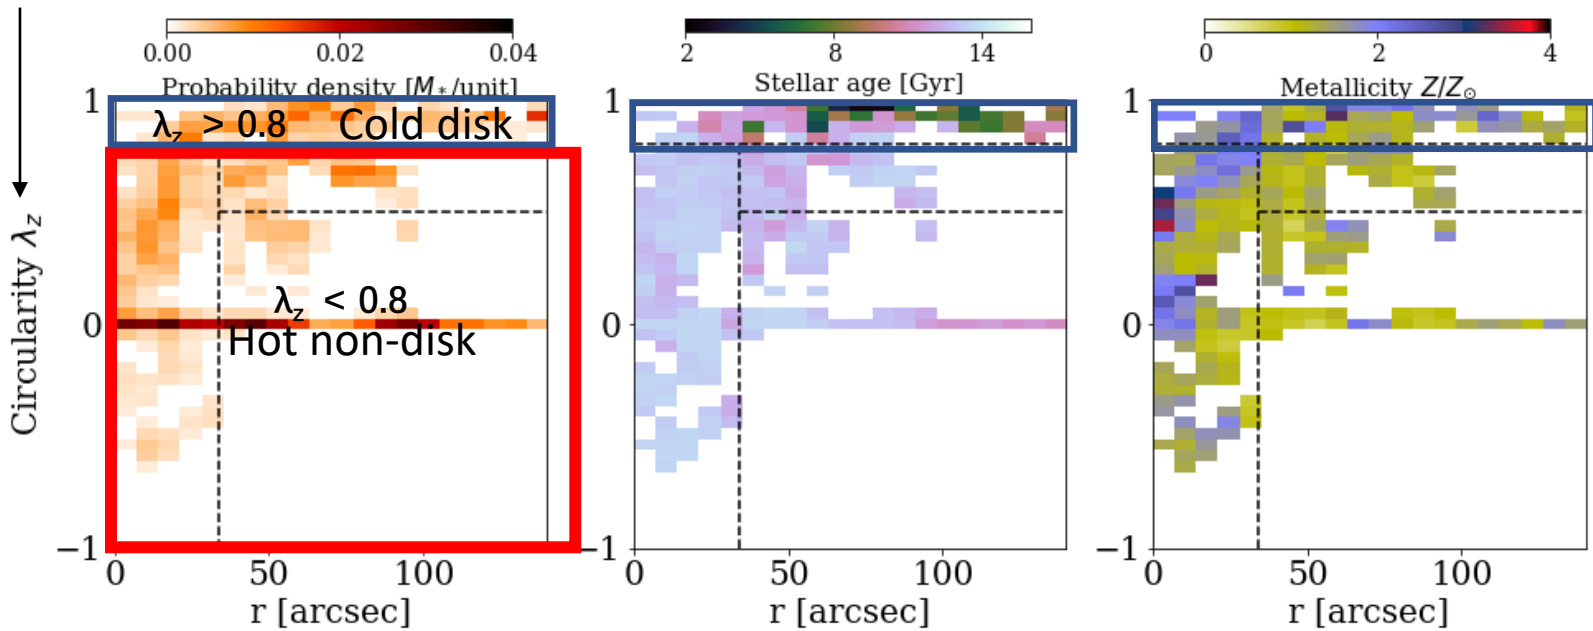 0.00 0.02 0.04
Probability density [M*/unit]
2 8 14
Stellar age [Gyr]
0 2 4
Metallicity Z/Z⊙
Circularity λz
1
0
−1
λz > 0.8 Cold disk
λz < 0.8
Hot non-disk
0 50 100
r [arcsec]
1
0
−1
0 50 100
r [arcsec]
1
0
−1
0 50 100
r [arcsec]